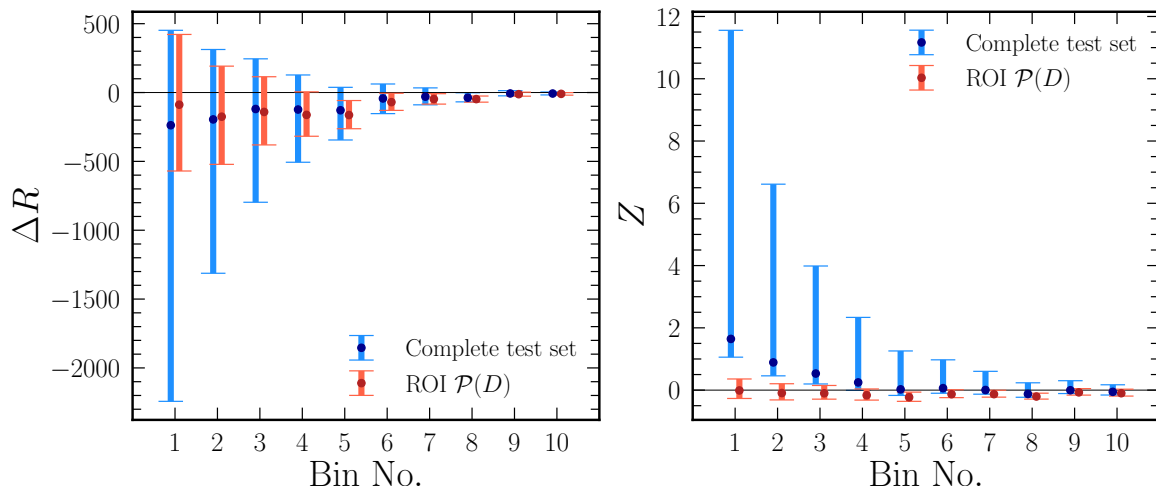 500
0
−500
−1000
−1500
−2000
ΔR
1 2 3 4 5 6 7 8 9 10
Bin No.
Complete test set
ROI 𝒫(D)
12
10
8
6
4
2
0
Z
1 2 3 4 5 6 7 8 9 10
Bin No.
Complete test set
ROI 𝒫(D)